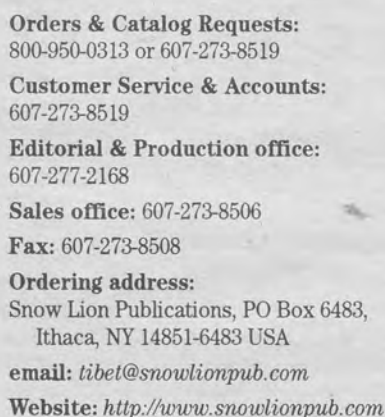 Orders & Catalog Requests:
800-950-0313 or 607-273-8519
Customer Service & Accounts:
607-273-8519
Editorial & Production office:
607-277-2168
Sales office: 607-273-8506
Fax: 607-273-8508
Ordering address:
Snow Lion Publications, PO Box 6483,
Ithaca, NY 14851-6483 USA
email: tibet@snowlionpub.com
Website: http://www.snowlionpub.com